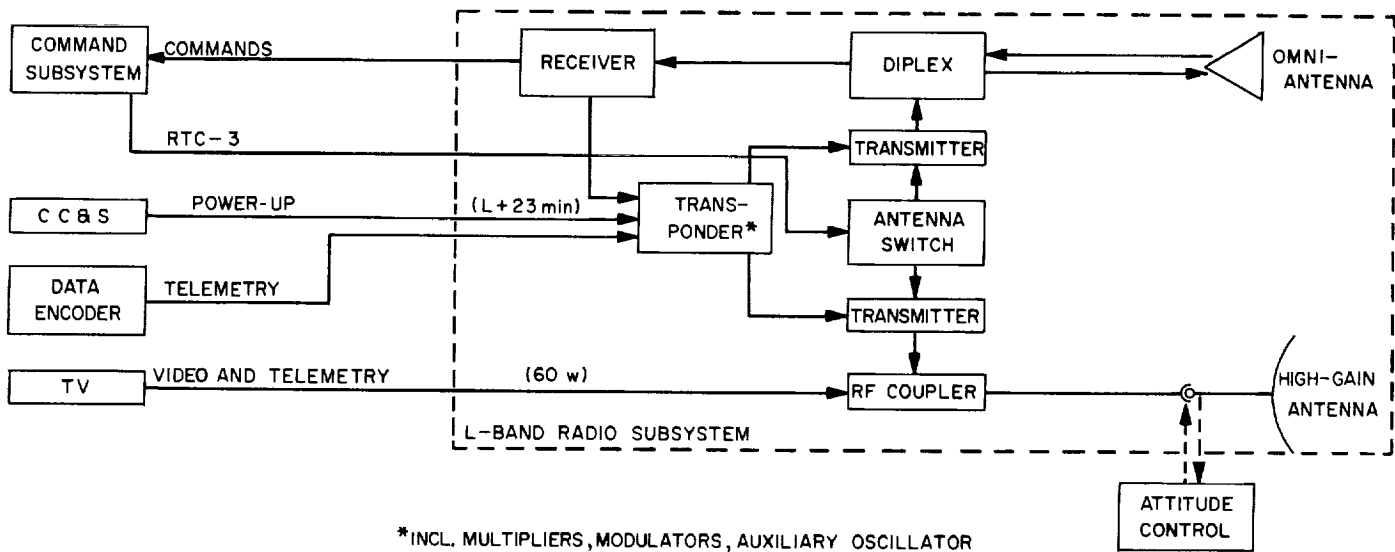 COMMAND
SUBSYSTEM
COMMANDS
RECEIVER
DIPLEX
OMNI-
ANTENNA
RTC-3
TRANSMITTER
CC&S
POWER-UP
(L+23 min)
TRANS-
PONDER*
ANTENNA
SWITCH
DATA
ENCODER
TELEMETRY
TRANSMITTER
TV
VIDEO AND TELEMETRY
(60 w)
RF COUPLER
HIGH-GAIN
ANTENNA
L-BAND RADIO SUBSYSTEM
ATTITUDE
CONTROL
*INCL. MULTIPLIERS, MODULATORS, AUXILIARY OSCILLATOR